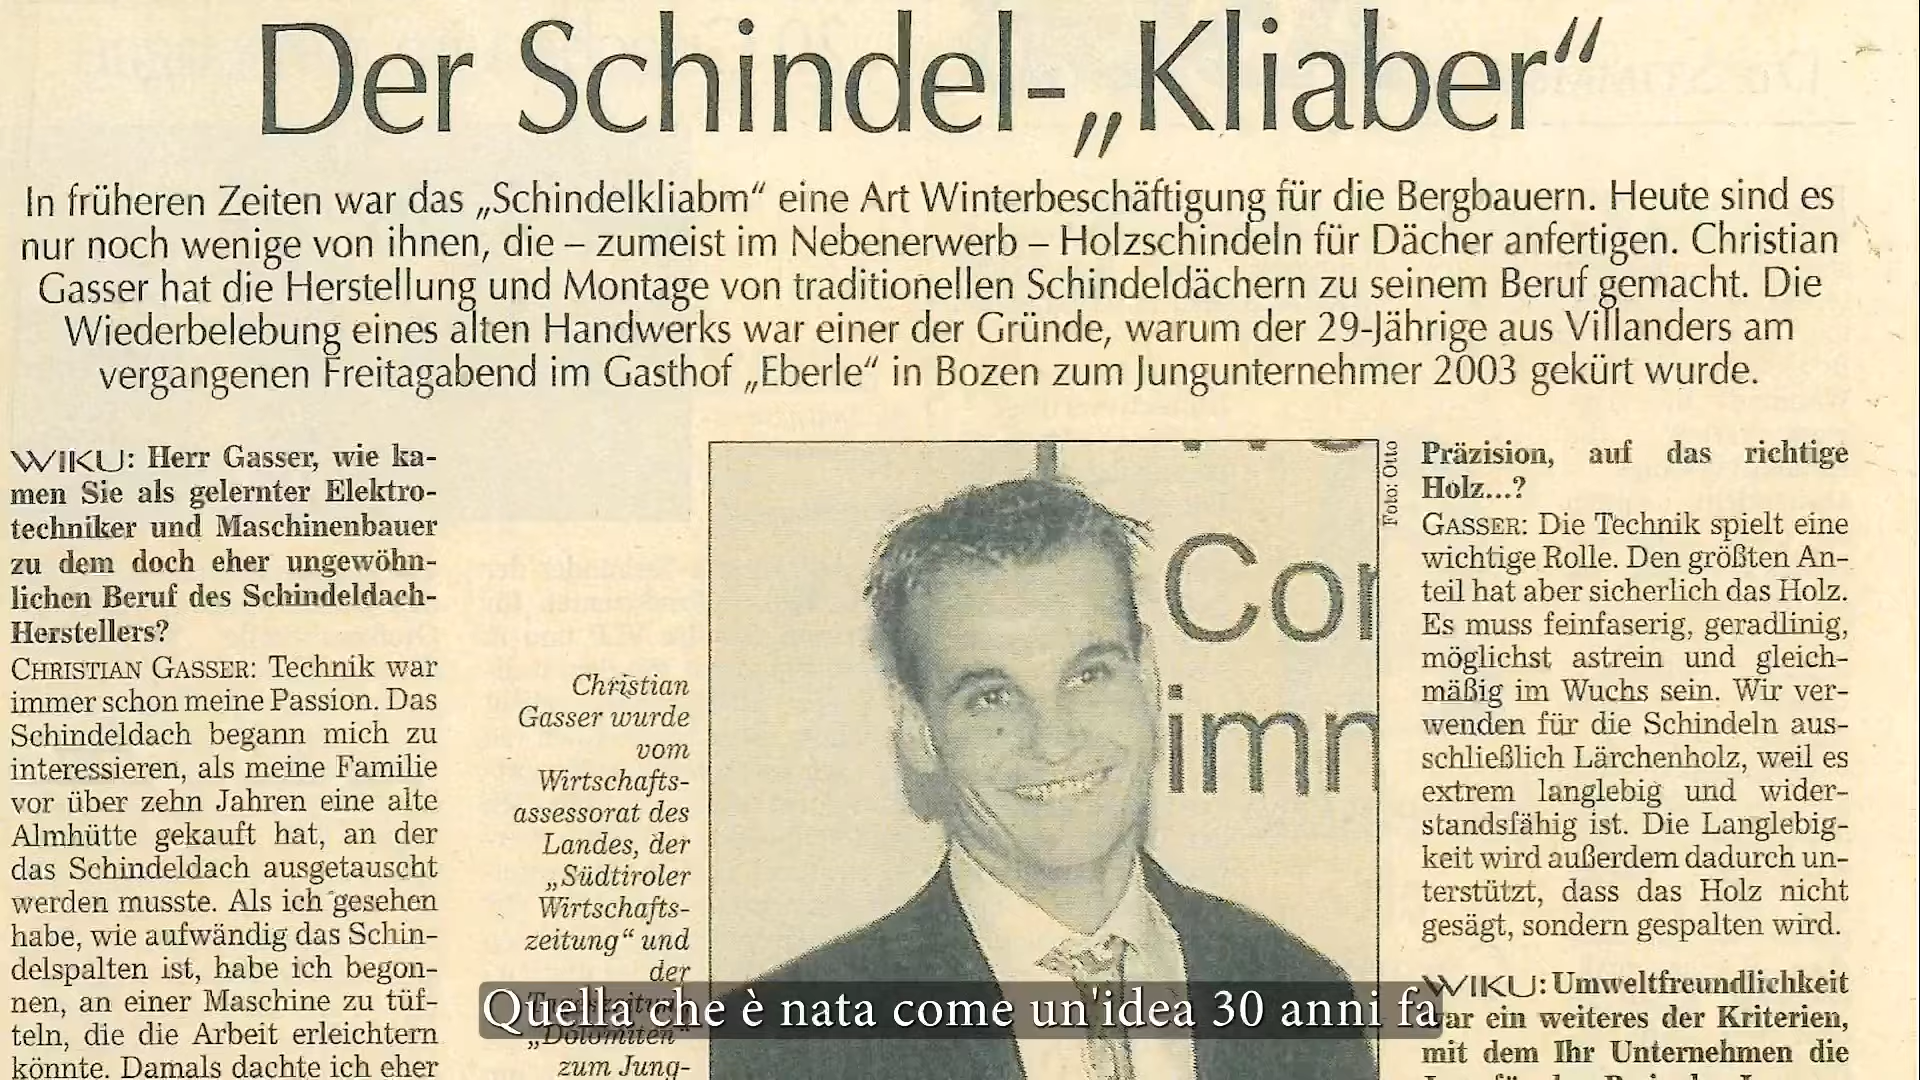 Der Schindel-„Kliaber“
In früheren Zeiten war das „Schindelkliabm“ eine Art Winterbeschäftigung für die Bergbauern. Heute sind es
nur noch wenige von ihnen, die – zumeist im Nebenerwerb – Holzschindeln für Dächer anfertigen. Christian
Gasser hat die Herstellung und Montage von traditionellen Schindeldächern zu seinem Beruf gemacht. Die
Wiederbelebung eines alten Handwerks war einer der Gründe, warum der 29-Jährige aus Villanders am
vergangenen Freitagabend im Gasthof „Eberle“ in Bozen zum Jungunternehmer 2003 gekürt wurde.
WIKU: Herr Gasser, wie ka-
men Sie als gelernter Elektro-
techniker und Maschinenbauer
zu dem doch eher ungewöhn-
lichen Beruf des Schindeldach-
Herstellers?
CHRISTIAN GASSER: Technik war
immer schon meine Passion. Das
Schindeldach begann mich zu
interessieren, als meine Familie
vor über zehn Jahren eine alte
Almhütte gekauft hat, an der
das Schindeldach ausgetauscht
werden musste. Als ich gesehen
habe, wie aufwändig das Schin-
delspalten ist, habe ich begon-
nen, an einer Maschine zu tüf-
teln, die die Arbeit erleichtern
könnte. Damals dachte ich eher
Christian
Gasser wurde
vom
Wirtschafts-
assessorat des
Landes, der
„Südtiroler
Wirtschafts-
zeitung“ und
der
„Dolomiten“
zum Jung-
Foto: Otto
Con
imm
Präzision, auf das richtige
Holz...?
GASSER: Die Technik spielt eine
wichtige Rolle. Den größten An-
teil hat aber sicherlich das Holz.
Es muss feinfaserig, geradlinig,
möglichst astrein und gleich-
mäßig im Wuchs sein. Wir ver-
wenden für die Schindeln aus-
schließlich Lärchenholz, weil es
extrem langlebig und wider-
standsfähig ist. Die Langlebig-
keit wird außerdem dadurch un-
terstützt, dass das Holz nicht
gesägt, sondern gespalten wird.
WIKU: Umweltfreundlichkeit
war ein weiteres der Kriterien,
mit dem Ihr Unternehmen die
Quella che è nata come un'idea 30 anni fa